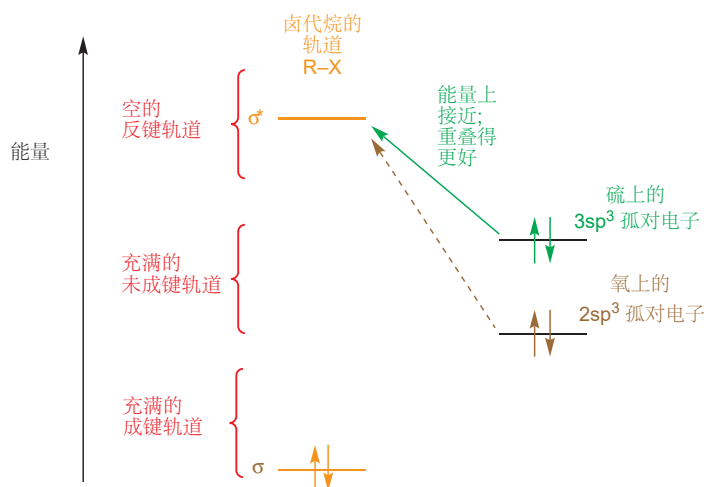 卤代烷的
轨道
R–X
空的
反键轨道
σ*
能量上
接近;
重叠得
更好
能量
硫上的
3sp³ 孤对电子
充满的
未成键轨道
氧上的
2sp³ 孤对电子
充满的
成键轨道
σ